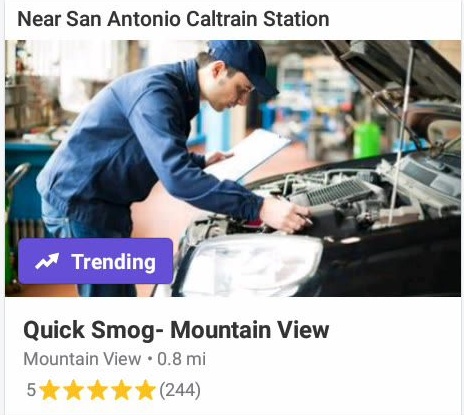 Near San Antonio Caltrain Station
Trending
Quick Smog- Mountain View
Mountain View • 0.8 mi
5 ★★★★★ (244)